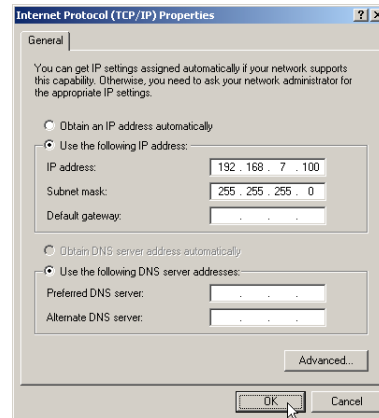 Internet Protocol (TCP/IP) Properties
General
You can get IP settings assigned automatically if your network supports
this capability. Otherwise, you need to ask your network administrator for
the appropriate IP settings.
Obtain an IP address automatically
Use the following IP address:
IP address: 192 . 168 . 7 . 100
Subnet mask: 255 . 255 . 255 . 0
Default gateway: . . .
Obtain DNS server address automatically
Use the following DNS server addresses:
Preferred DNS server: . . .
Alternate DNS server: . . .
Advanced...
OK Cancel